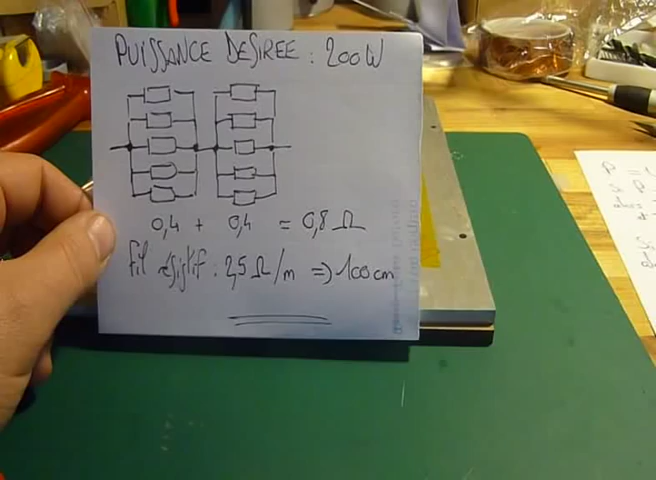 PUISSANCE DESIREE : 200W
0,4 + 0,4 = 0,8 Ω
fil résistif : 2,5 Ω/m => 100 cm